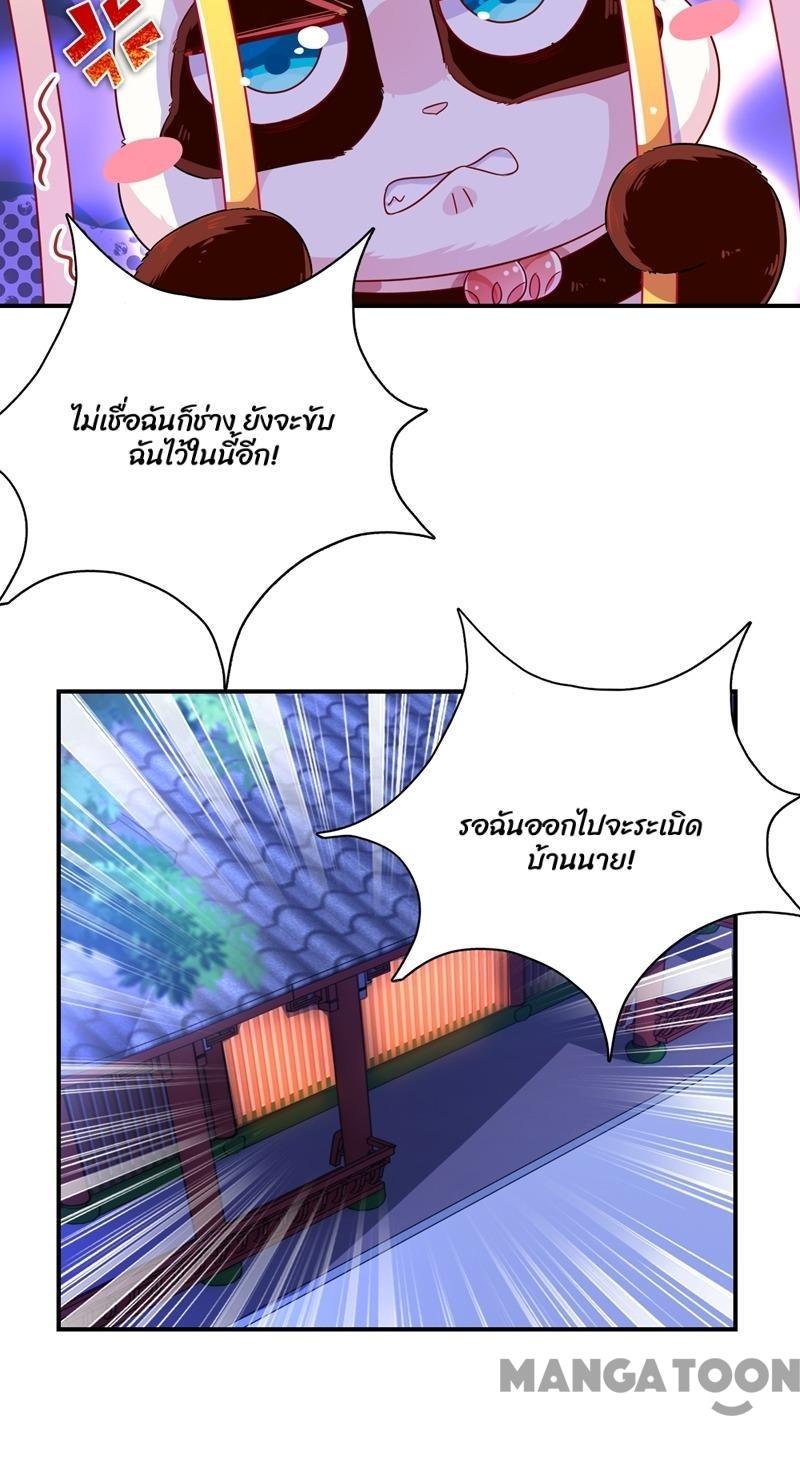 ไม่เชื่อฉันก็ช่าง ยังจะขับ
ฉันไว้ในนี้อีก!
รอฉันออกไปจะระเบิด
บ้านนาย!
MANGATOON